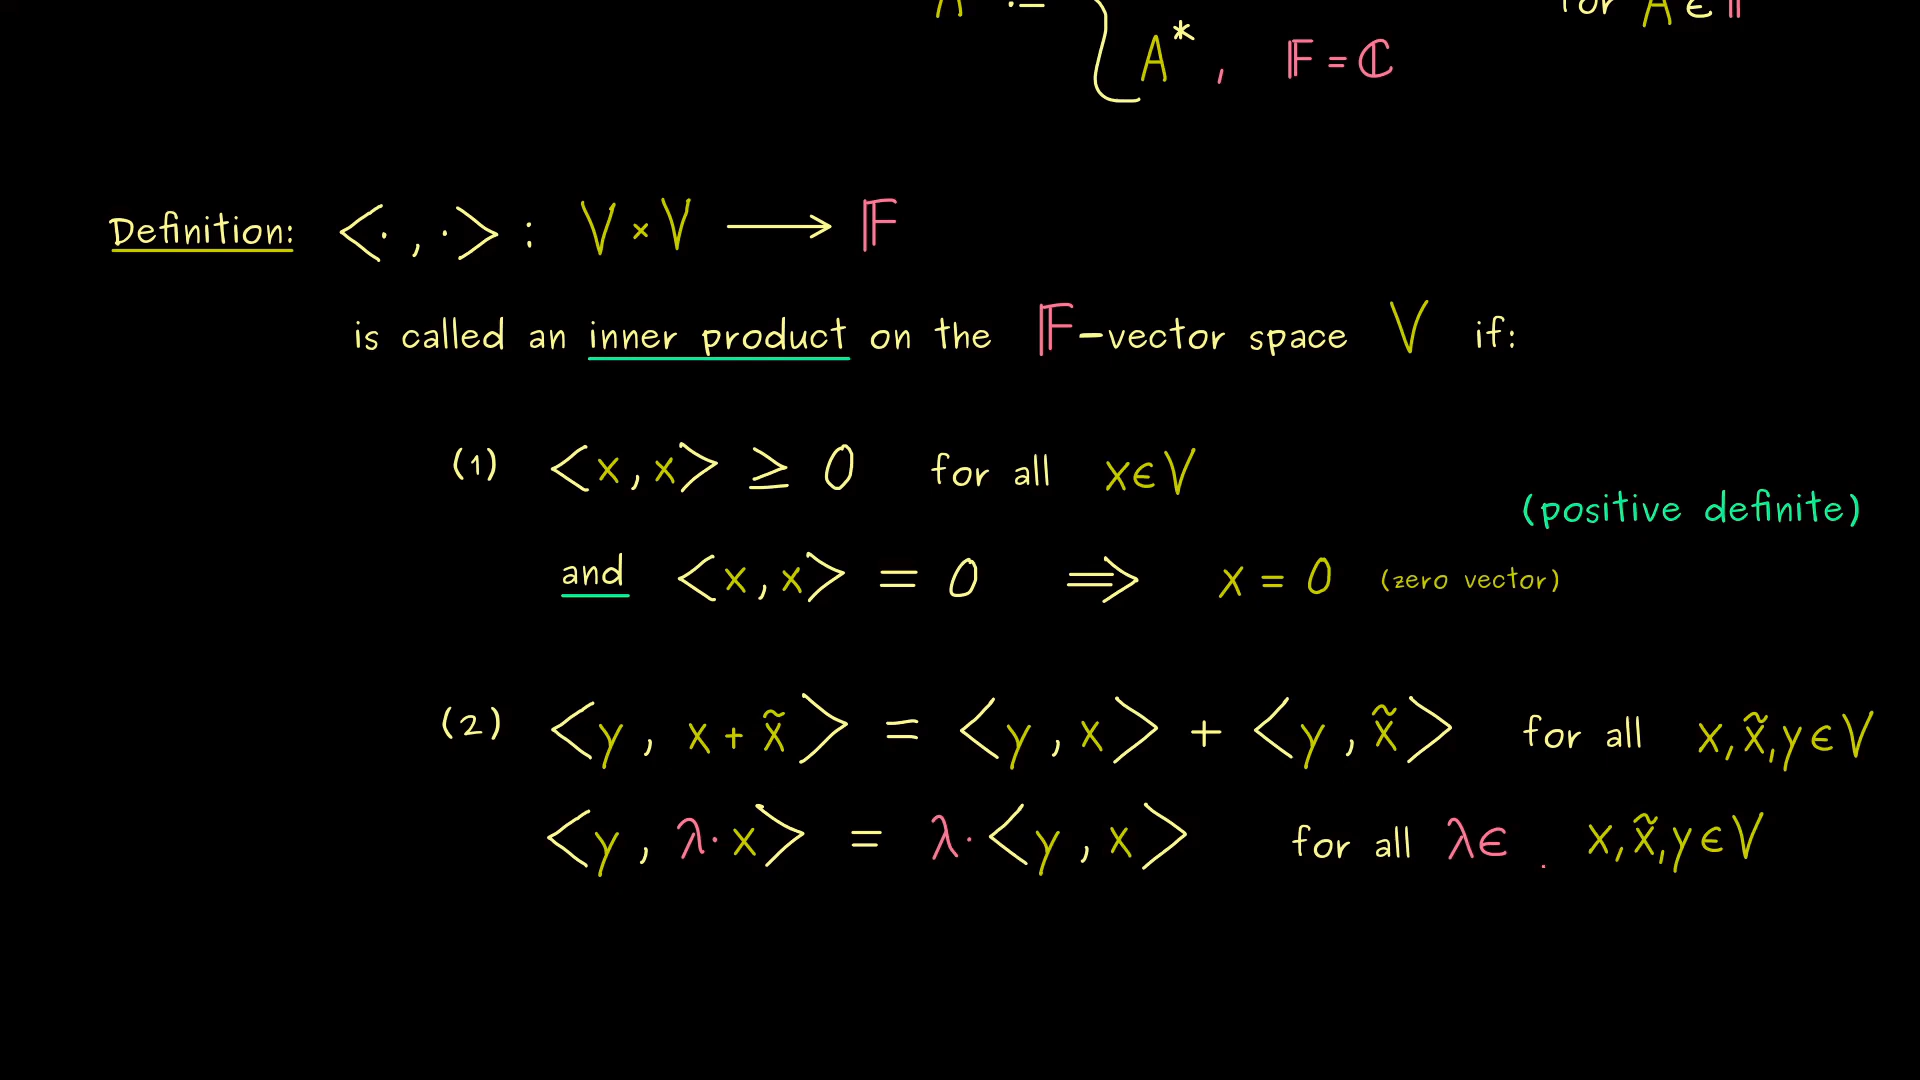 := { for A ∈ 𝔽
A*, 𝔽 = ℂ
Definition: <·,·> : V × V ⟶ 𝔽
is called an inner product on the 𝔽-vector space V if:
(1) <x,x> ≥ 0 for all x∈V
(positive definite)
and <x,x> = 0 ⟹ x = 0 (zero vector)
(2) <y, x + x̃> = <y, x> + <y, x̃> for all x,x̃,y∈V
<y, λ·x> = λ·<y, x> for all λ∈ x,x̃,y∈V